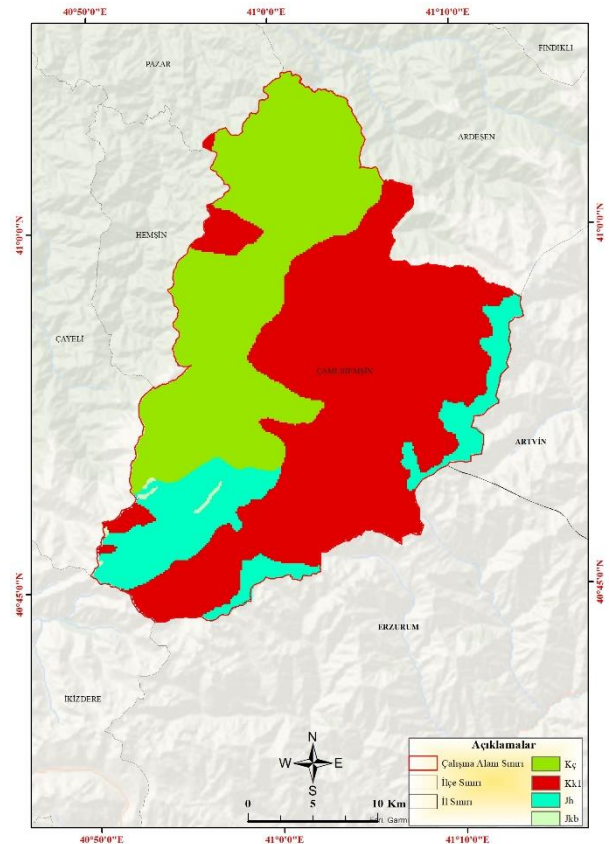 40°50'0"E 41°0'0"E 41°10'0"E
FINDIKLI
PAZAR
ARDEŞEN
41°0'0"N
HEMŞİN
41°0'0"N
ÇAYELİ
ÇAMLIHEMŞİN
ARTVİN
40°45'0"N
40°45'0"N
ERZURUM
İKİZDERE
Açıklamalar
Çalışma Alanı Sınırı
İlçe Sınırı
İl Sınırı
Kç
Kk1
Jh
Jkb
N
W E
S
0 5 10 Km
Garm
40°50'0"E 41°0'0"E 41°10'0"E